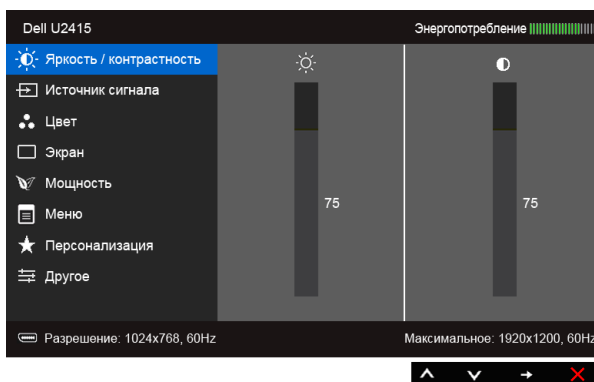 Dell U2415
Энергопотребление
Яркость / контрастность
Источник сигнала
Цвет
Экран
Мощность
Меню
Персонализация
Другое
75
75
Разрешение: 1024x768, 60Hz
Максимальное: 1920x1200, 60Hz